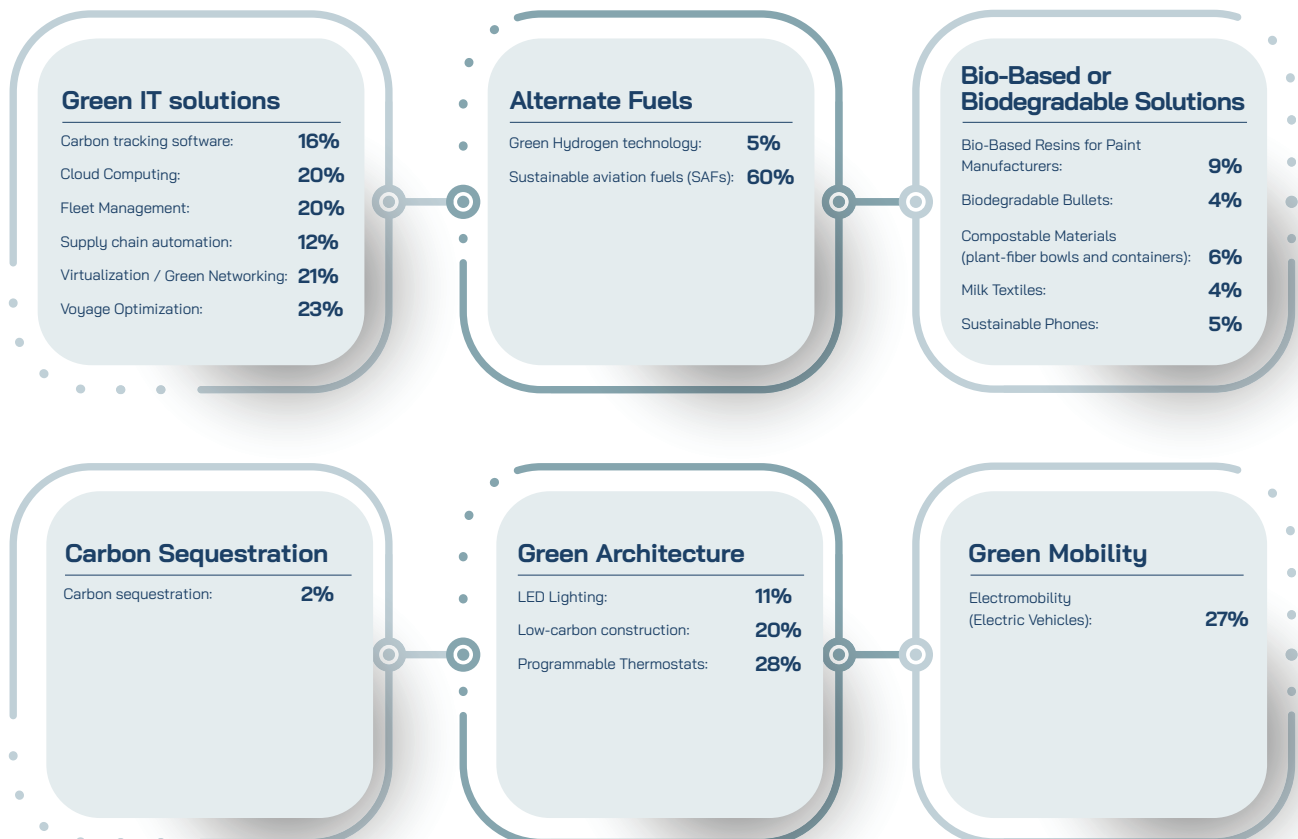 Green IT solutions
Carbon tracking software: 16%
Cloud Computing: 20%
Fleet Management: 20%
Supply chain automation: 12%
Virtualization / Green Networking: 21%
Voyage Optimization: 23%
Alternate Fuels
Green Hydrogen technology: 5%
Sustainable aviation fuels (SAFs): 60%
Bio-Based or
Biodegradable Solutions
Bio-Based Resins for Paint
Manufacturers: 9%
Biodegradable Bullets: 4%
Compostable Materials
(plant-fiber bowls and containers): 6%
Milk Textiles: 4%
Sustainable Phones: 5%
Carbon Sequestration
Carbon sequestration: 2%
Green Architecture
LED Lighting: 11%
Low-carbon construction: 20%
Programmable Thermostats: 28%
Green Mobility
Electromobility
(Electric Vehicles): 27%